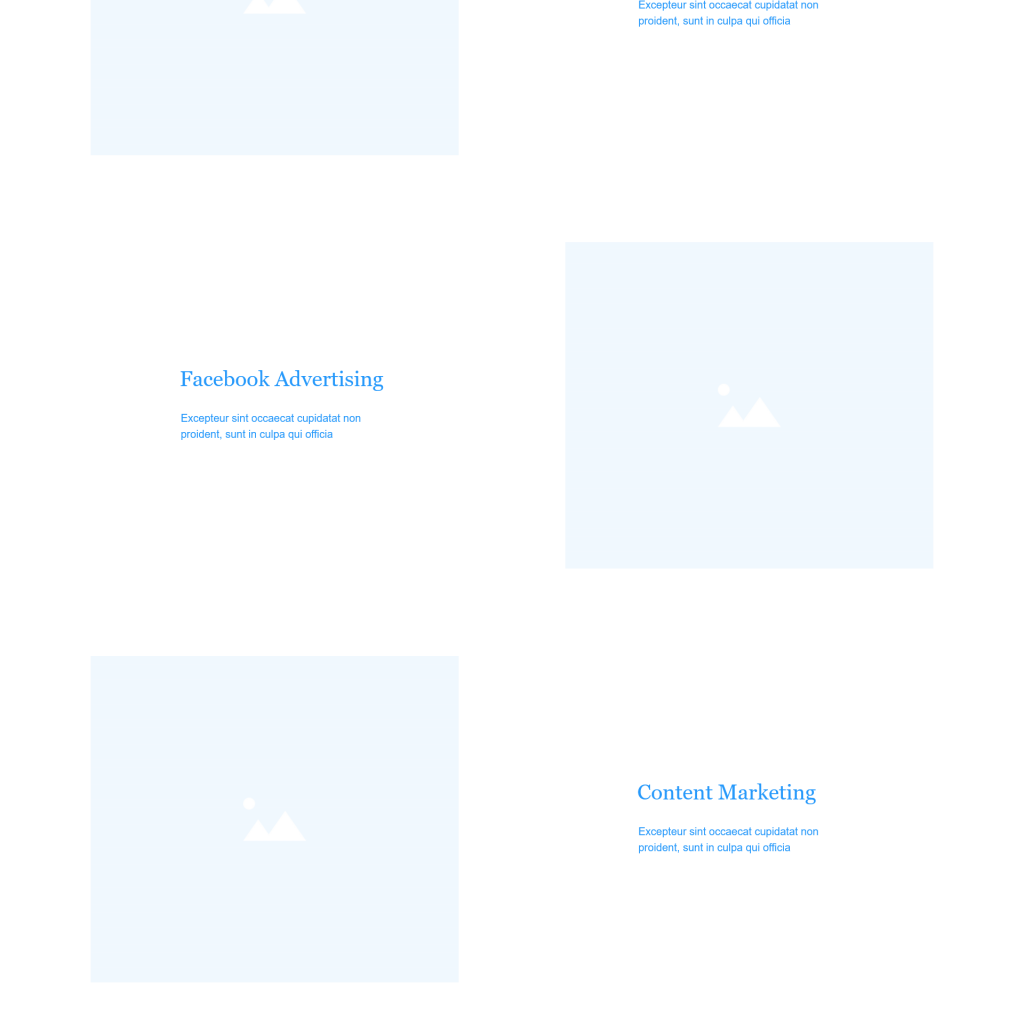 Excepteur sint occaecat cupidatat non
proident, sunt in culpa qui officia
Facebook Advertising
Excepteur sint occaecat cupidatat non
proident, sunt in culpa qui officia
Content Marketing
Excepteur sint occaecat cupidatat non
proident, sunt in culpa qui officia